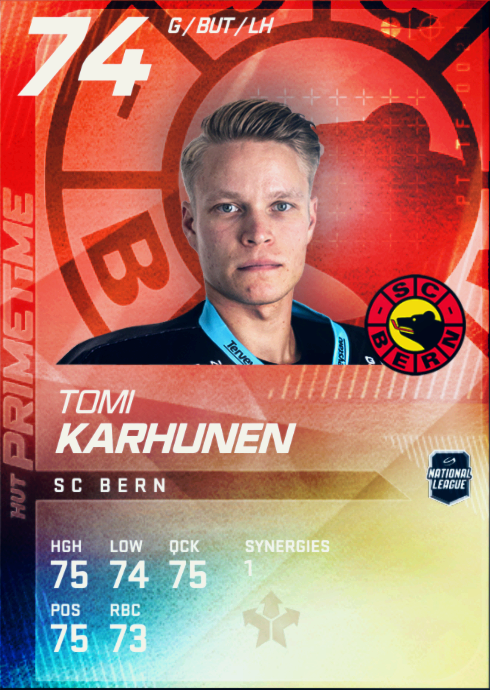 74
G / BUT / LH
PRIMETIME
HUT
SC
BERN
TOMI
KARHUNEN
SC BERN
NATIONAL
LEAGUE
HGH LOW QCK SYNERGIES
75 74 75 1
POS RBC
75 73